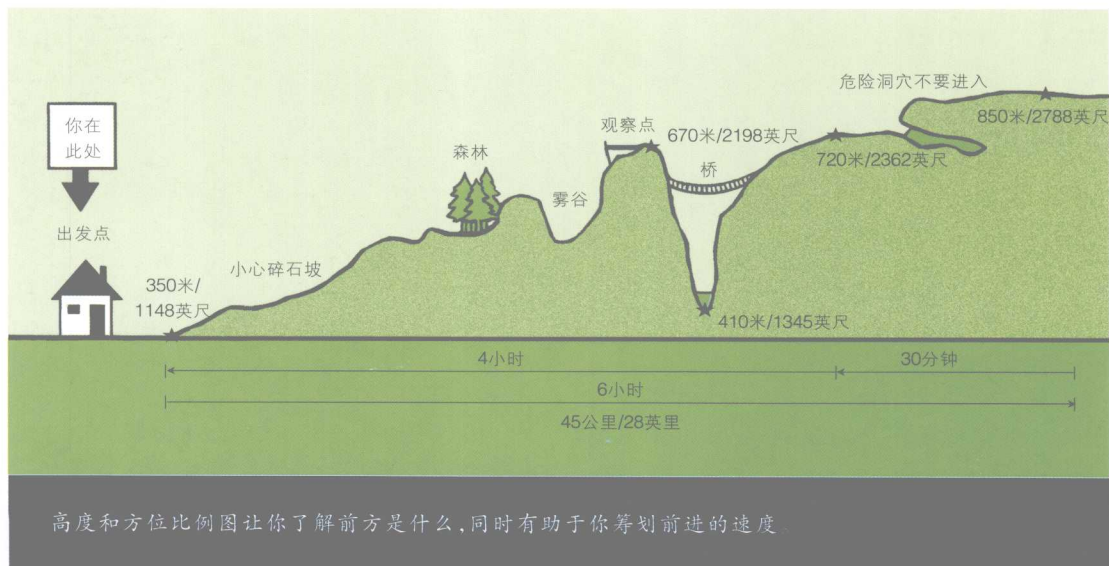 危险洞穴不要进入
850米/2788英尺
你在
此处
观察点
670米/2198英尺
720米/2362英尺
森林
桥
雾谷
出发点
小心碎石坡
350米/
1148英尺
410米/1345英尺
4小时
30分钟
6小时
45公里/28英里
高度和方位比例图让你了解前方是什么,同时有助于你筹划前进的速度